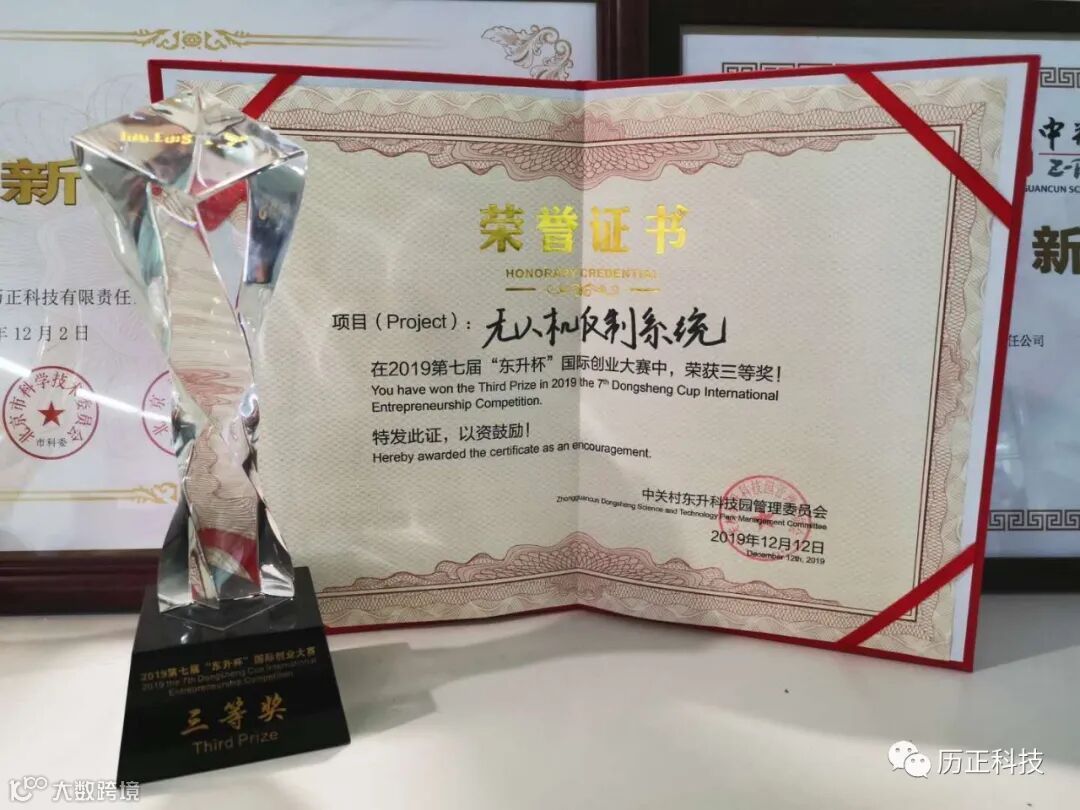 新
历正科技有限责任
年12月2日
北京市科学技术委员会
市科委
荣誉证书
HONORARY CREDENTIAL
项目（Project）：无人机反制系统
在2019第七届“东升杯”国际创业大赛中，荣获三等奖！
You have won the Third Prize in 2019 the 7th Dongsheng Cup International
Entrepreneurship Competition.
特发此证，以资鼓励！
Hereby awarded the certificate as an encouragement.
中关村东升科技园管理委员会
Zhongguancun Dongsheng Science and Technology Park Management Committee
2019年12月12日
December 12th, 2019
中
GUANCUN SC
新
任公司
2019第七届“东升杯”国际创业大赛
2019 the 7th Dongsheng Cup International
Entrepreneurship Competition
三等奖
Third Prize
历正科技
大数跨境